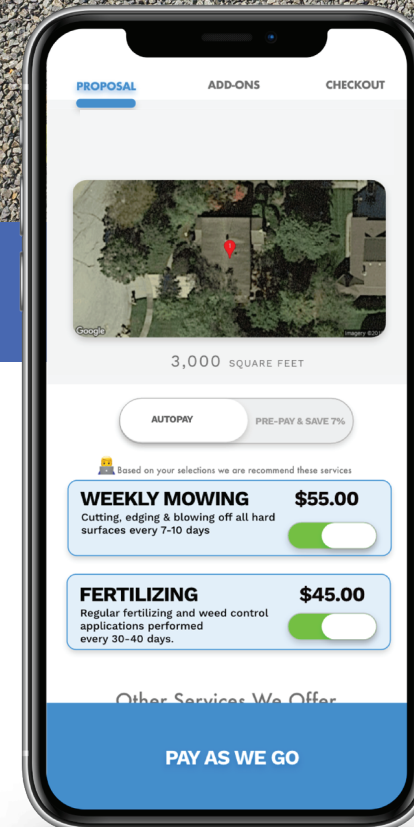 PROPOSAL ADD-ONS CHECKOUT
1
Google
3,000 SQUARE FEET
AUTOPAY PRE-PAY & SAVE 7%
Based on your selections we are recommend these services
WEEKLY MOWING $55.00
Cutting, edging & blowing off all hard
surfaces every 7-10 days
FERTILIZING $45.00
Regular fertilizing and weed control
applications performed
every 30-40 days.
Other Services We Offer
PAY AS WE GO